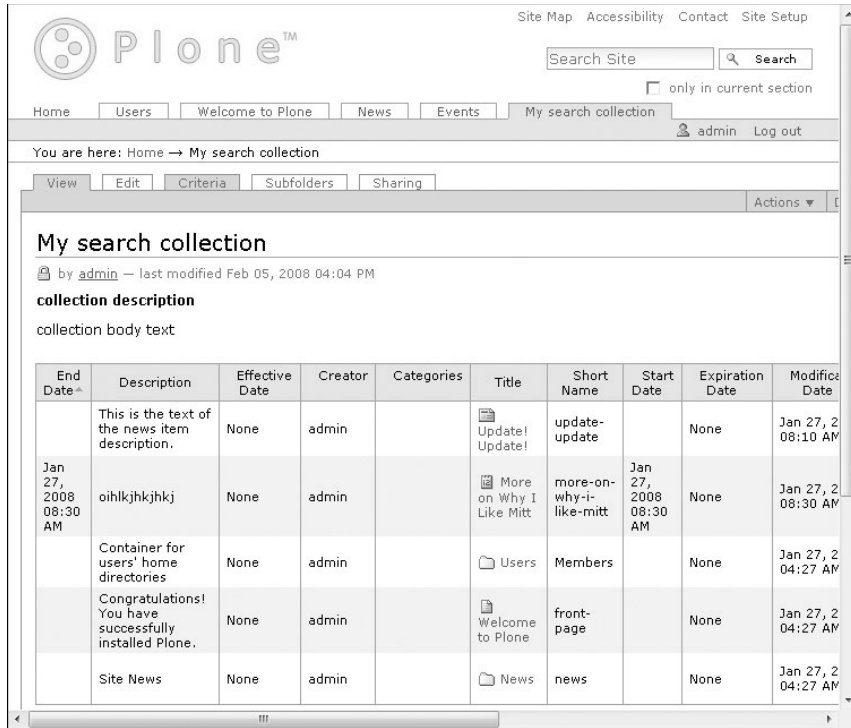 Site Map Accessibility Contact Site Setup
Plone™
Search Site Search
only in current section
Home Users Welcome to Plone News Events My search collection
admin Log out
You are here: Home → My search collection
View Edit Criteria Subfolders Sharing
Actions ▼
My search collection
by admin — last modified Feb 05, 2008 04:04 PM
collection description
collection body text
End Date Description Effective Date Creator Categories Title Short Name Start Date Expiration Date Modifica Date
This is the text of the news item description. None admin Update! Update! update-update None Jan 27, 2 08:10 AM
Jan 27, 2008 08:30 AM oihlkjhkjhkj None admin More on Why I Like Mitt more-on-why-i-like-mitt Jan 27, 2008 08:30 AM None Jan 27, 2 08:30 AM
Container for users' home directories None admin Users Members None Jan 27, 2 04:27 AM
Congratulations! You have successfully installed Plone. None admin Welcome to Plone front-page None Jan 27, 2 04:27 AM
Site News None admin News news None Jan 27, 2 04:27 AM